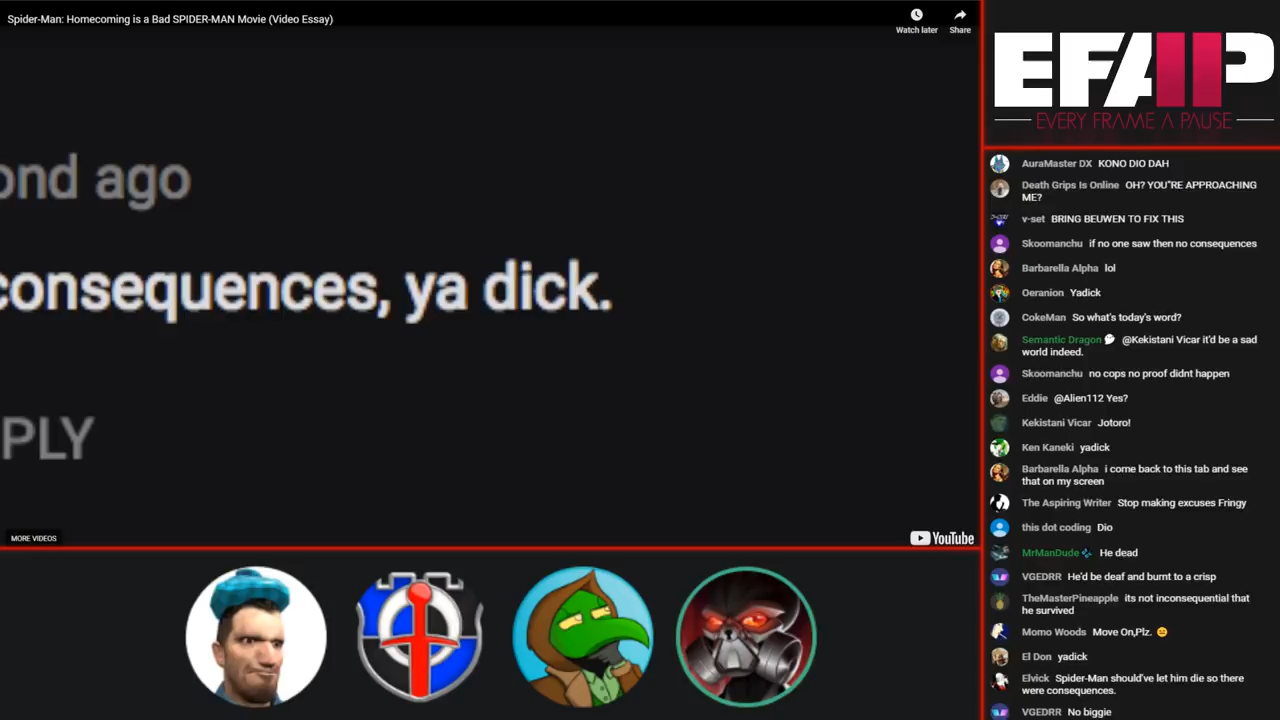 Spider-Man: Homecoming is a Bad SPIDER-MAN Movie (Video Essay)
Watch later
Share
ond ago
consequences, ya dick.
PLY
MORE VIDEOS
YouTube
EFAP
EVERY FRAME A PAUSE
AuraMaster DX KONO DIO DAH
Death Grips Is Online OH? YOU"RE APPROACHING
ME?
v-set BRING BEUWEN TO FIX THIS
Skoomanchu if no one saw then no consequences
Barbarella Alpha lol
Oeranion Yadick
CokeMan So what's today's word?
Semantic Dragon @Kekistani Vicar it'd be a sad
world indeed.
Skoomanchu no cops no proof didnt happen
Eddie @Alien112 Yes?
Kekistani Vicar Jotoro!
Ken Kaneki yadick
Barbarella Alpha i come back to this tab and see
that on my screen
The Aspiring Writer Stop making excuses Fringy
this dot coding Dio
MrManDude He dead
VGEDRR He'd be deaf and burnt to a crisp
TheMasterPineapple its not inconsequential that
he survived
Momo Woods Move On,Plz.
El Don yadick
Elvick Spider-Man should've let him die so there
were consequences.
VGEDRR No biggie